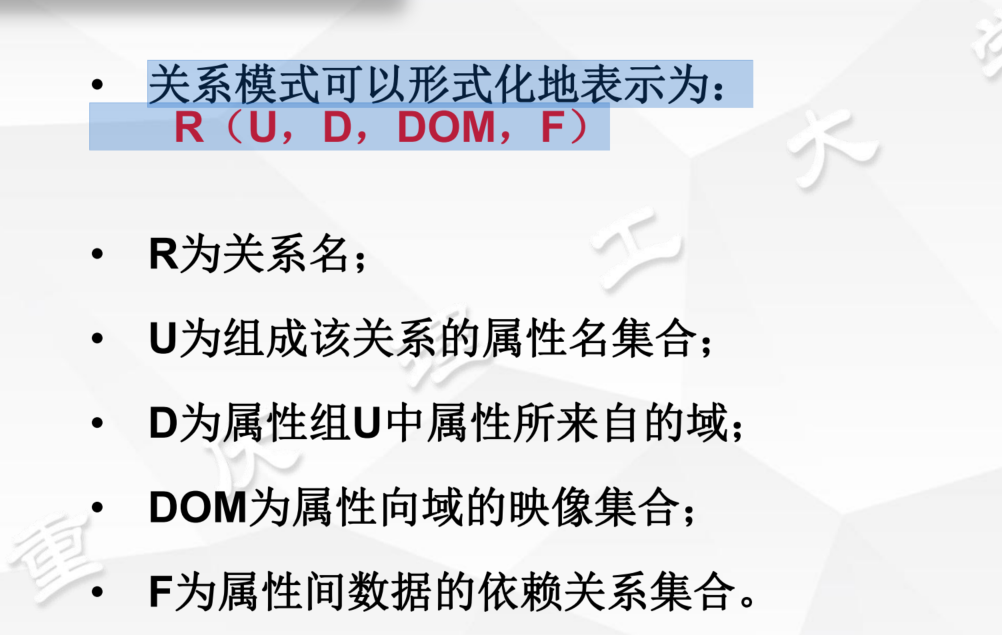 • 关系模式可以形式化地表示为：
R（U，D，DOM，F）
• R为关系名；
• U为组成该关系的属性名集合；
• D为属性组U中属性所来自的域；
• DOM为属性向域的映像集合；
• F为属性间数据的依赖关系集合。
重庆理工大学